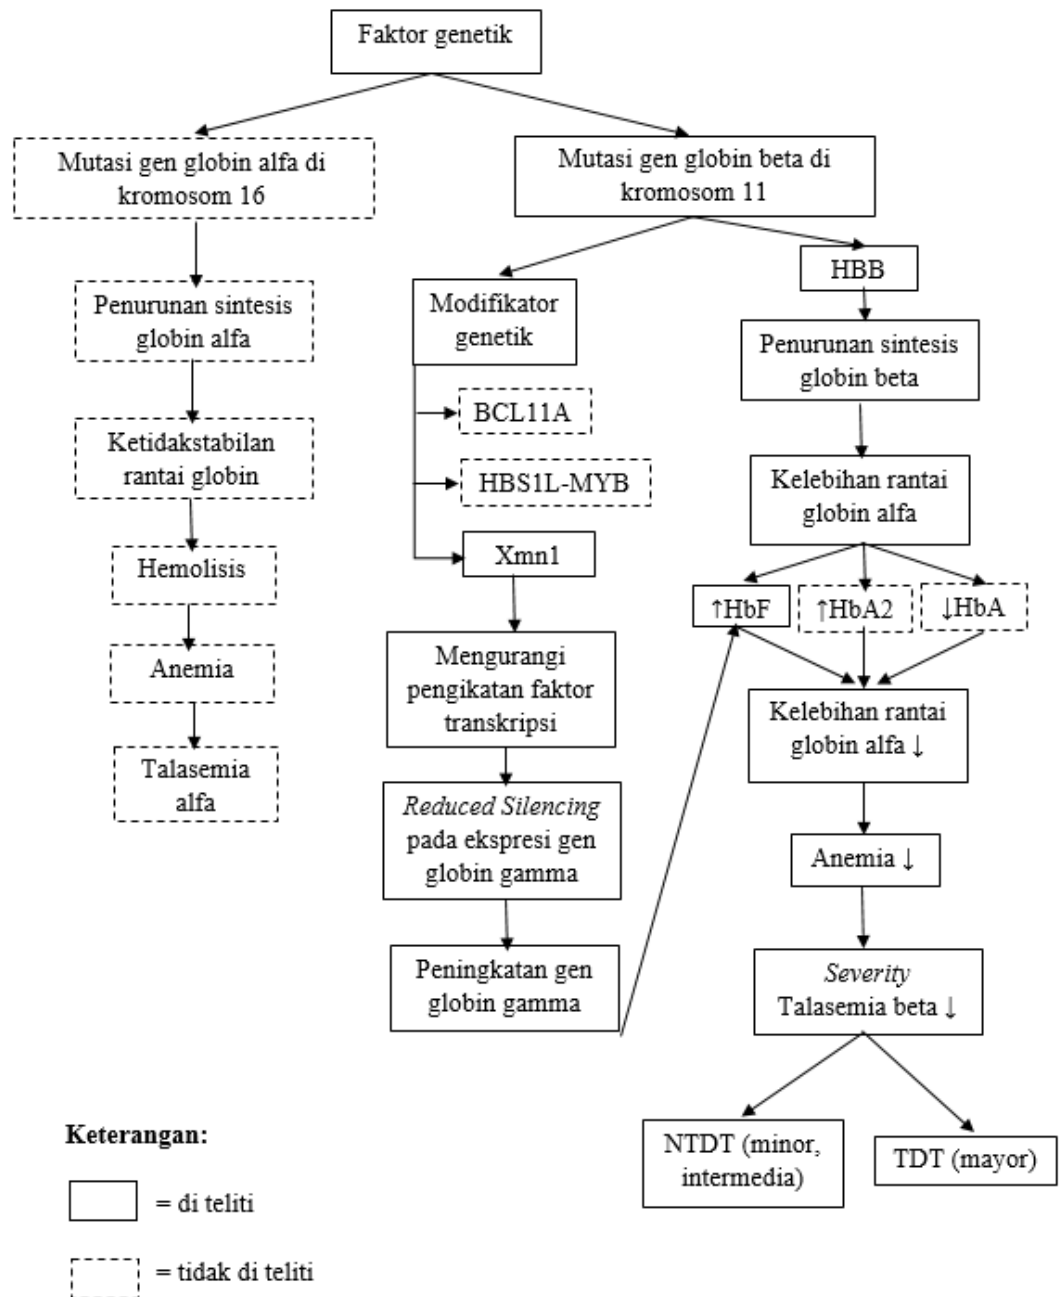 Faktor genetik
Mutasi gen globin alfa di
kromosom 16
Mutasi gen globin beta di
kromosom 11
Penurunan sintesis
globin alfa
Ketidakstabilan
rantai globin
Hemolisis
Anemia
Talasemia
alfa
Modifikator
genetik
BCL11A
HBS1L-MYB
Xmn1
Mengurangi
pengikatan faktor
transkripsi
Reduced Silencing
pada ekspresi gen
globin gamma
Peningkatan gen
globin gamma
HBB
Penurunan sintesis
globin beta
Kelebihan rantai
globin alfa
↑HbF
↑HbA2
↓HbA
Kelebihan rantai
globin alfa ↓
Anemia ↓
Severity
Talasemia beta ↓
NTDT (minor,
intermedia)
TDT (mayor)
Keterangan:
= di teliti
= tidak di teliti